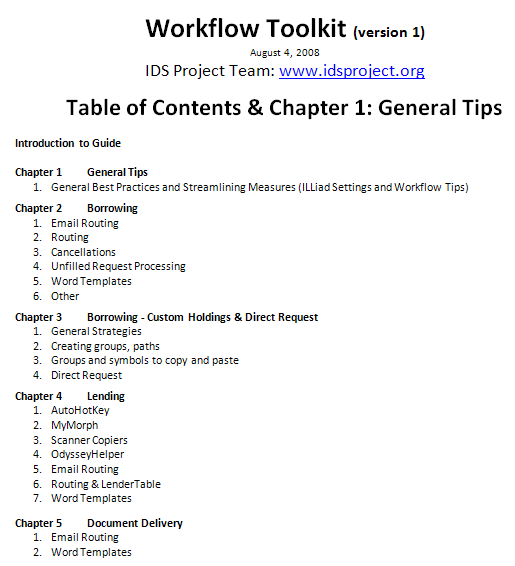 Workflow Toolkit (version 1)
August 4, 2008
IDS Project Team: www.idsproject.org
Table of Contents & Chapter 1: General Tips
Introduction to Guide
Chapter 1 General Tips
1. General Best Practices and Streamlining Measures (ILLiad Settings and Workflow Tips)
Chapter 2 Borrowing
1. Email Routing
2. Routing
3. Cancellations
4. Unfilled Request Processing
5. Word Templates
6. Other
Chapter 3 Borrowing - Custom Holdings & Direct Request
1. General Strategies
2. Creating groups, paths
3. Groups and symbols to copy and paste
4. Direct Request
Chapter 4 Lending
1. AutoHotKey
2. MyMorph
3. Scanner Copiers
4. OdysseyHelper
5. Email Routing
6. Routing & LenderTable
7. Word Templates
Chapter 5 Document Delivery
1. Email Routing
2. Word Templates